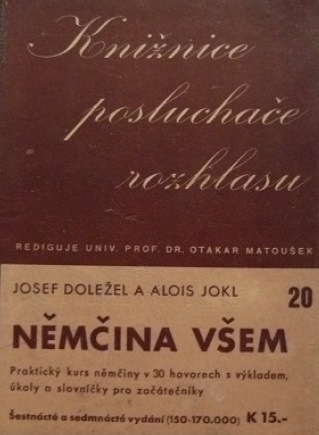 Knižnice
posluchače
rozhlasu
REDIGUJE UNIV. PROF. DR. OTAKAR MATOUŠEK
JOSEF DOLEŽEL A ALOIS JOKL 20
NĚMČINA VŠEM
Praktický kurs němčiny v 30 hovorech s výkladem,
úkoly a slovníčky pro začátečníky
Šestnácté a sedmnácté vydání (150-170.000) K 15.-